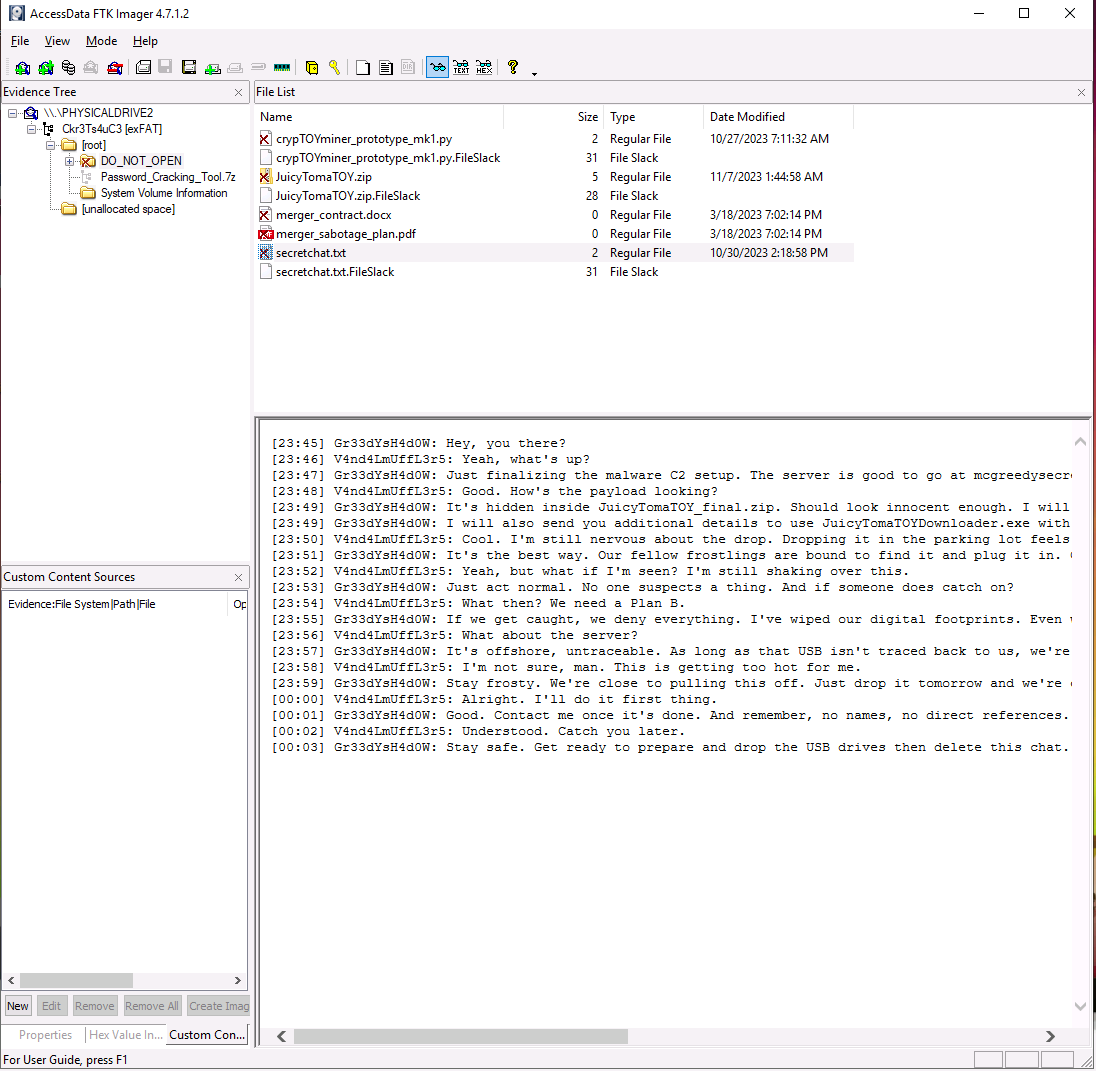 AccessData FTK Imager 4.7.1.2
File View Mode Help
Evidence Tree
\\.\PHYSICALDRIVE2
Ckr3Ts4uC3 [exFAT]
[root]
DO_NOT_OPEN
Password_Cracking_Tool.7z
System Volume Information
[unallocated space]
Custom Content Sources
Evidence:File System|Path|File Op
New Edit Remove Remove All Create Imag
Properties Hex Value In... Custom Con...
File List
Name Size Type Date Modified
crypTOYminer_prototype_mk1.py 2 Regular File 10/27/2023 7:11:32 AM
crypTOYminer_prototype_mk1.py.FileSlack 31 File Slack
JuicyTomaTOY.zip 5 Regular File 11/7/2023 1:44:58 AM
JuicyTomaTOY.zip.FileSlack 28 File Slack
merger_contract.docx 0 Regular File 3/18/2023 7:02:14 PM
merger_sabotage_plan.pdf 0 Regular File 3/18/2023 7:02:14 PM
secretchat.txt 2 Regular File 10/30/2023 2:18:58 PM
secretchat.txt.FileSlack 31 File Slack
[23:45] Gr33dYsH4d0W: Hey, you there?
[23:46] V4nd4LmUffL3r5: Yeah, what's up?
[23:47] Gr33dYsH4d0W: Just finalizing the malware C2 setup. The server is good to go at mcgreedysecr
[23:48] V4nd4LmUffL3r5: Good. How's the payload looking?
[23:49] Gr33dYsH4d0W: It's hidden inside JuicyTomaTOY_final.zip. Should look innocent enough. I will
[23:49] Gr33dYsH4d0W: I will also send you additional details to use JuicyTomaTOYDownloader.exe with
[23:50] V4nd4LmUffL3r5: Cool. I'm still nervous about the drop. Dropping it in the parking lot feels
[23:51] Gr33dYsH4d0W: It's the best way. Our fellow frostlings are bound to find it and plug it in.
[23:52] V4nd4LmUffL3r5: Yeah, but what if I'm seen? I'm still shaking over this.
[23:53] Gr33dYsH4d0W: Just act normal. No one suspects a thing. And if someone does catch on?
[23:54] V4nd4LmUffL3r5: What then? We need a Plan B.
[23:55] Gr33dYsH4d0W: If we get caught, we deny everything. I've wiped our digital footprints. Even
[23:56] V4nd4LmUffL3r5: What about the server?
[23:57] Gr33dYsH4d0W: It's offshore, untraceable. As long as that USB isn't traced back to us, we're
[23:58] V4nd4LmUffL3r5: I'm not sure, man. This is getting too hot for me.
[23:59] Gr33dYsH4d0W: Stay frosty. We're close to pulling this off. Just drop it tomorrow and we're
[00:00] V4nd4LmUffL3r5: Alright. I'll do it first thing.
[00:01] Gr33dYsH4d0W: Good. Contact me once it's done. And remember, no names, no direct references.
[00:02] V4nd4LmUffL3r5: Understood. Catch you later.
[00:03] Gr33dYsH4d0W: Stay safe. Get ready to prepare and drop the USB drives then delete this chat.
For User Guide, press F1